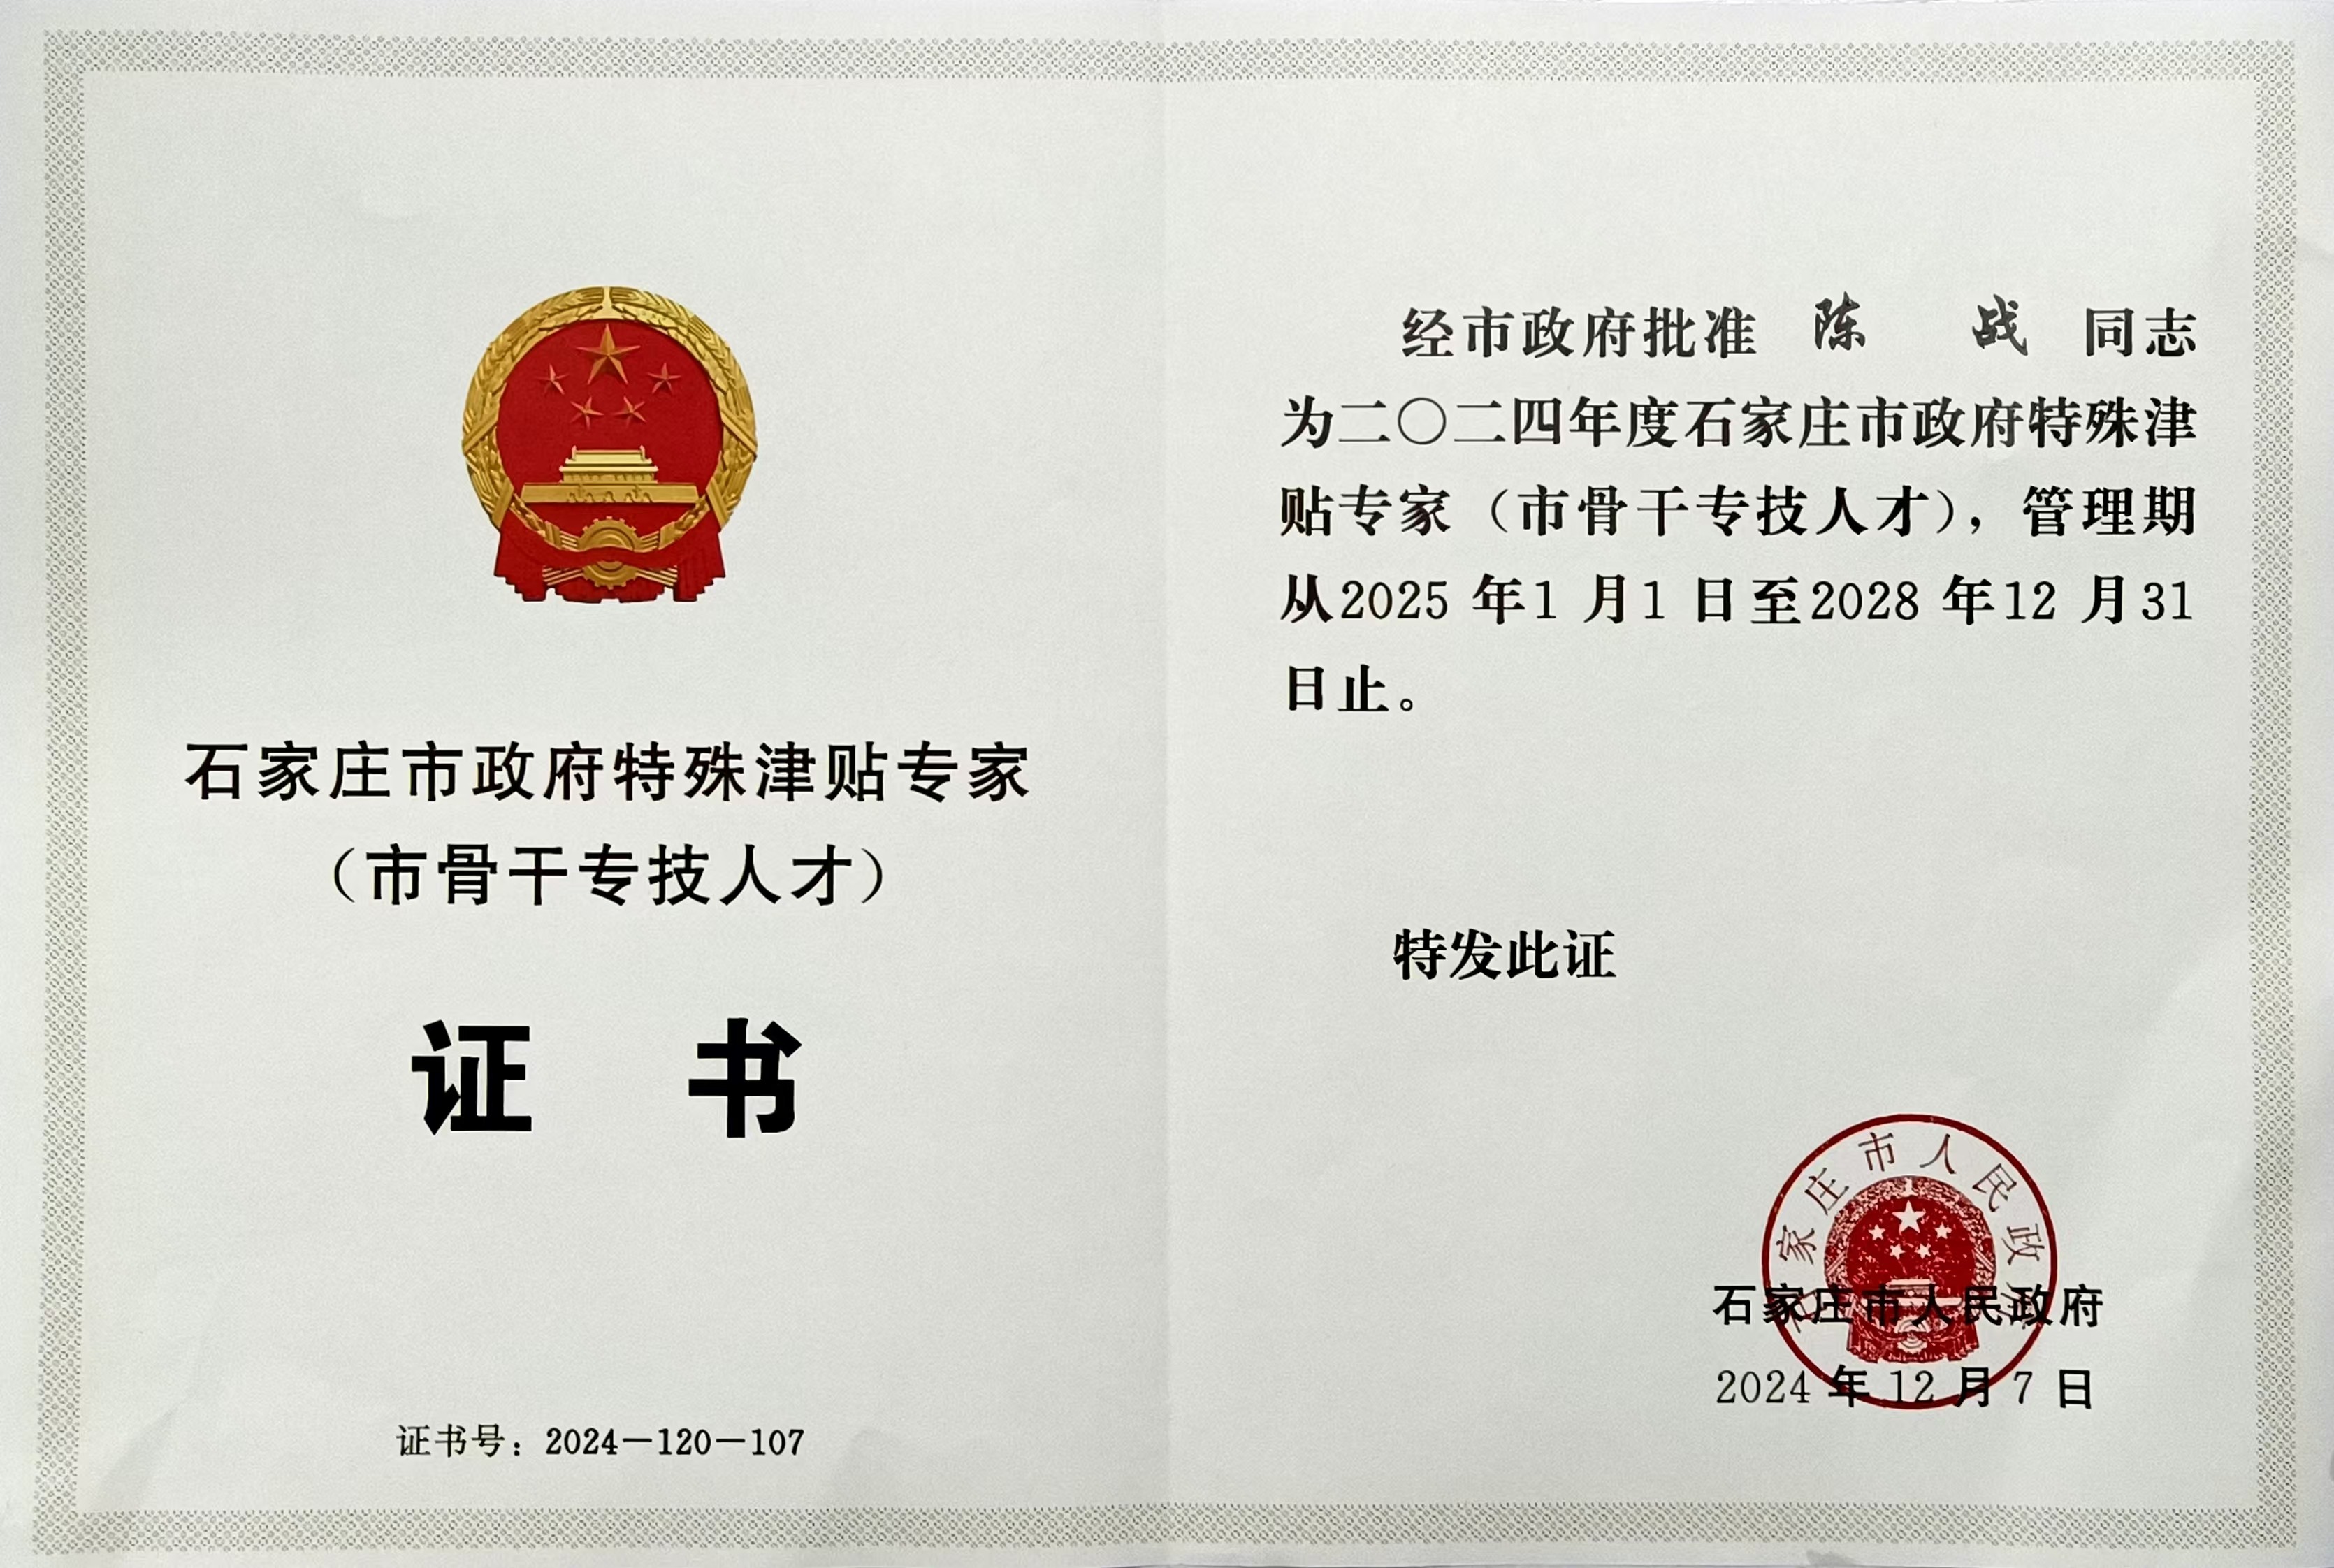 石家庄市政府特殊津贴专家
（市骨干专技人才）
证 书
证书号：2024－120－107
经市政府批准 陈 战 同志
为二〇二四年度石家庄市政府特殊津
贴专家（市骨干专技人才），管理期
从2025 年1 月1 日至2028 年12 月31
日止。
特发此证
石家庄市人民政府
石家庄市人民政府
2024 年 12 月 7 日